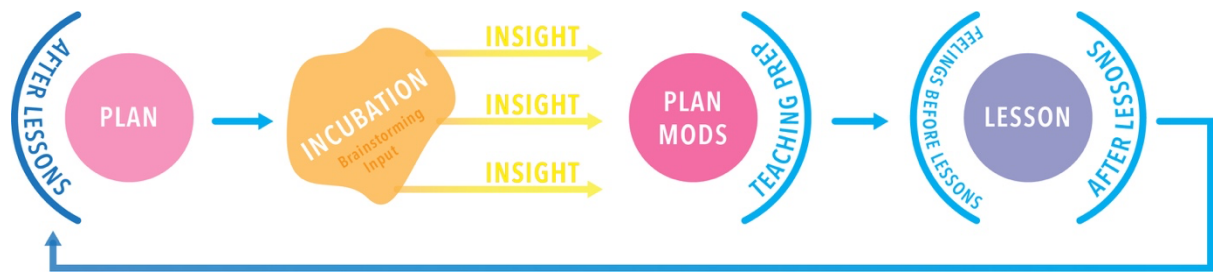 AFTER LESSONS
PLAN
INCUBATION
Brainstorming
Input
INSIGHT
INSIGHT
INSIGHT
PLAN
MODS
TEACHING PREP
FEELINGS BEFORE LESSONS
LESSON
AFTER LESSONS